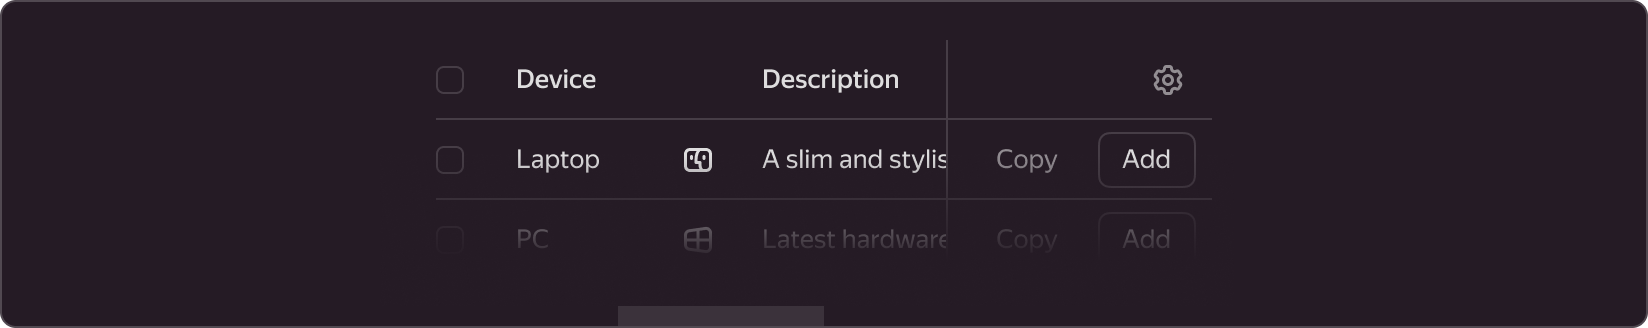 Device Description
Laptop A slim and stylis Copy Add
PC Latest hardware Copy Add